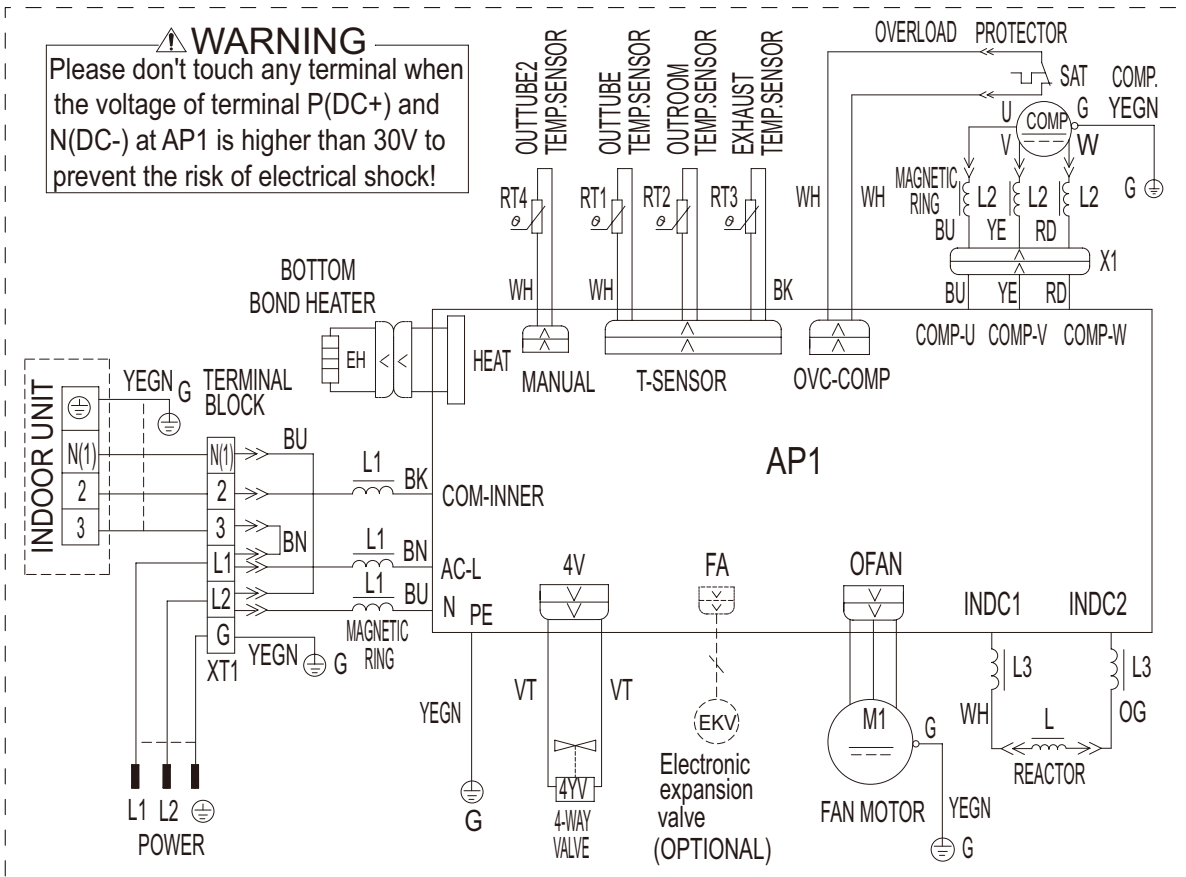 WARNING
Please don't touch any terminal when
the voltage of terminal P(DC+) and
N(DC-) at AP1 is higher than 30V to
prevent the risk of electrical shock!
OUTTUBE2
TEMP.SENSOR
OUTTUBE
TEMP.SENSOR
OUTROOM
TEMP.SENSOR
EXHAUST
TEMP.SENSOR
OVERLOAD PROTECTOR
SAT
COMP.
YEGN
U
V
W
COMP
G
G
RT4
RT1
RT2
RT3
θ
θ
θ
θ
WH
WH
MAGNETIC
RING
L2
L2
L2
BU
YE
RD
X1
BU
YE
RD
WH
WH
BK
COMP-U
COMP-V
COMP-W
BOTTOM
BOND HEATER
EH
HEAT
MANUAL
T-SENSOR
OVC-COMP
AP1
INDOOR UNIT
N(1)
2
3
YEGN
G
TERMINAL
BLOCK
N(1)
2
3
L1
L2
G
XT1
BU
BN
L1
BK
COM-INNER
L1
BN
AC-L
L1
BU
N
PE
MAGNETIC
RING
YEGN
G
4V
FA
OFAN
INDC1
INDC2
YEGN
G
VT
VT
4YV
4-WAY
VALVE
EKV
Electronic
expansion
valve
(OPTIONAL)
M1
G
FAN MOTOR
YEGN
G
L3
L3
WH
OG
L
REACTOR
L1
L2
POWER